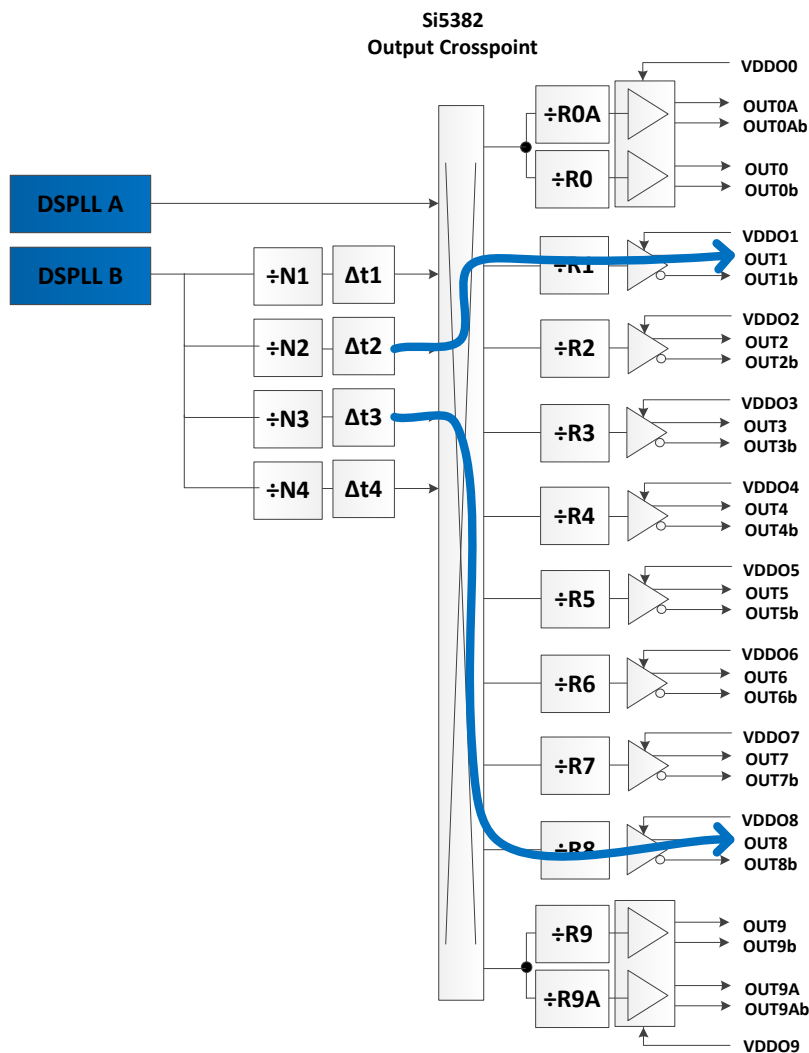 Si5382
Output Crosspoint
VDDO0
÷R0A
OUT0A
OUT0Ab
÷R0
OUT0
OUT0b
DSPLL A
DSPLL B
÷N1 Δt1
÷N2 Δt2
÷N3 Δt3
÷N4 Δt4
VDDO1
÷R1
OUT1
OUT1b
VDDO2
÷R2
OUT2
OUT2b
VDDO3
÷R3
OUT3
OUT3b
VDDO4
÷R4
OUT4
OUT4b
VDDO5
÷R5
OUT5
OUT5b
VDDO6
÷R6
OUT6
OUT6b
VDDO7
÷R7
OUT7
OUT7b
VDDO8
÷R8
OUT8
OUT8b
÷R9
OUT9
OUT9b
÷R9A
OUT9A
OUT9Ab
VDDO9